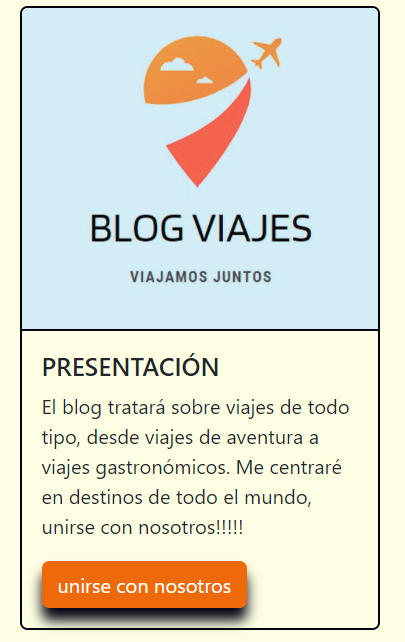 BLOG VIAJES
VIAJAMOS JUNTOS
PRESENTACIÓN
El blog tratará sobre viajes de todo
tipo, desde viajes de aventura a
viajes gastronómicos. Me centraré
en destinos de todo el mundo,
unirse con nosotros!!!!!
unirse con nosotros